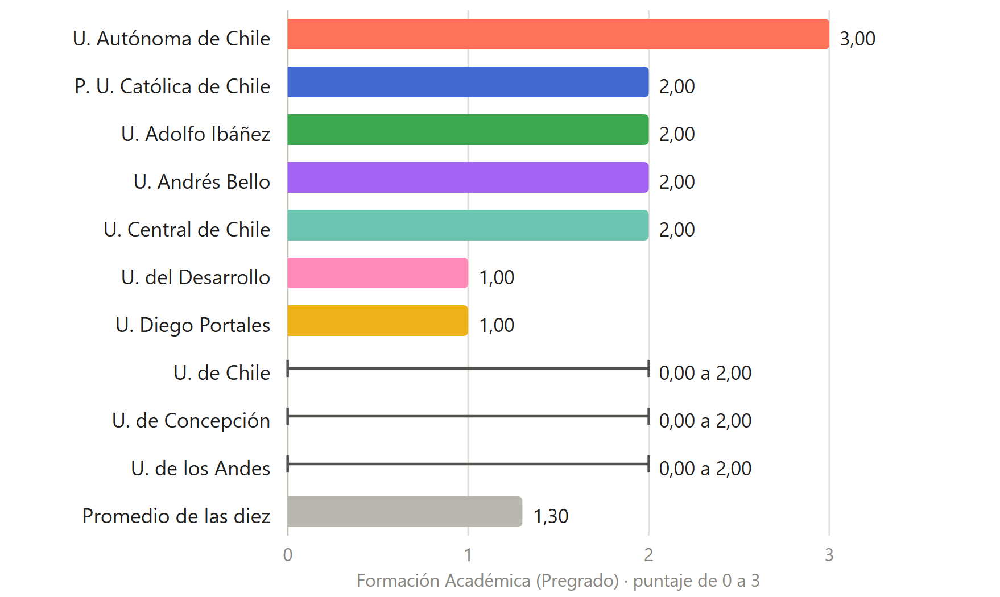 U. Autónoma de Chile 3,00
P. U. Católica de Chile 2,00
U. Adolfo Ibáñez 2,00
U. Andrés Bello 2,00
U. Central de Chile 2,00
U. del Desarrollo 1,00
U. Diego Portales 1,00
U. de Chile 0,00 a 2,00
U. de Concepción 0,00 a 2,00
U. de los Andes 0,00 a 2,00
Promedio de las diez 1,30
0 1 2 3
Formación Académica (Pregrado) · puntaje de 0 a 3